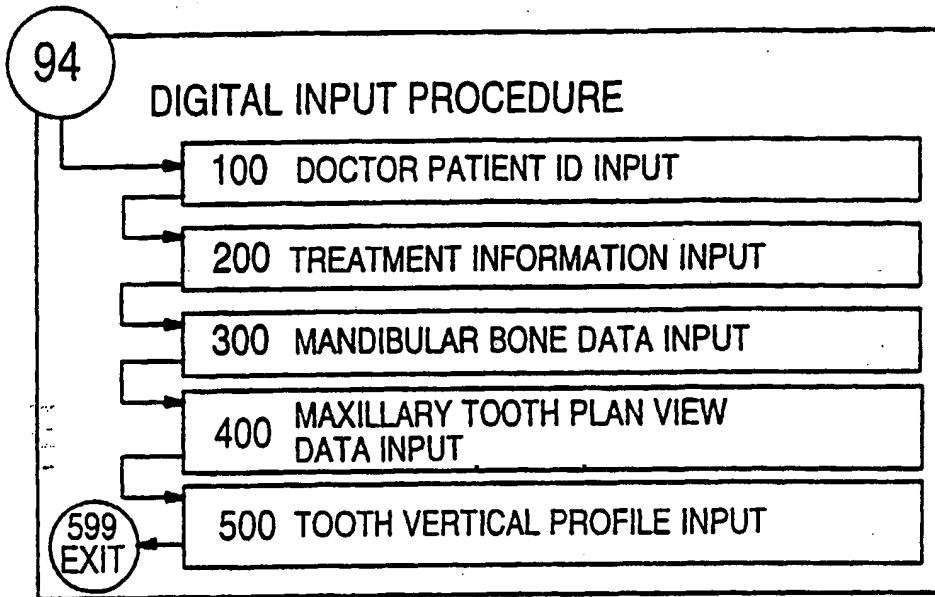 94
DIGITAL INPUT PROCEDURE
100 DOCTOR PATIENT ID INPUT
200 TREATMENT INFORMATION INPUT
300 MANDIBULAR BONE DATA INPUT
400 MAXILLARY TOOTH PLAN VIEW
DATA INPUT
500 TOOTH VERTICAL PROFILE INPUT
599
EXIT